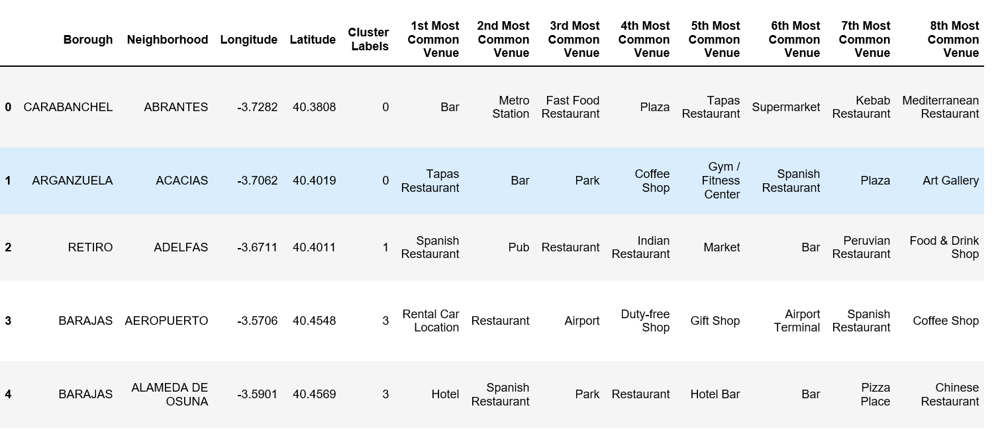 Borough Neighborhood Longitude Latitude Cluster Labels 1st Most Common Venue 2nd Most Common Venue 3rd Most Common Venue 4th Most Common Venue 5th Most Common Venue 6th Most Common Venue 7th Most Common Venue 8th Most Common Venue
0 CARABANCHEL ABRANTES -3.7282 40.3808 0 Bar Metro Station Fast Food Restaurant Plaza Tapas Restaurant Supermarket Kebab Restaurant Mediterranean Restaurant
1 ARGANZUELA ACACIAS -3.7062 40.4019 0 Tapas Restaurant Bar Park Coffee Shop Gym / Fitness Center Spanish Restaurant Plaza Art Gallery
2 RETIRO ADELFAS -3.6711 40.4011 1 Spanish Restaurant Pub Restaurant Indian Restaurant Market Bar Peruvian Restaurant Food & Drink Shop
3 BARAJAS AEROPUERTO -3.5706 40.4548 3 Rental Car Location Restaurant Airport Duty-free Shop Gift Shop Airport Terminal Spanish Restaurant Coffee Shop
4 BARAJAS ALAMEDA DE OSUNA -3.5901 40.4569 3 Hotel Spanish Restaurant Park Restaurant Hotel Bar Bar Pizza Place Chinese Restaurant